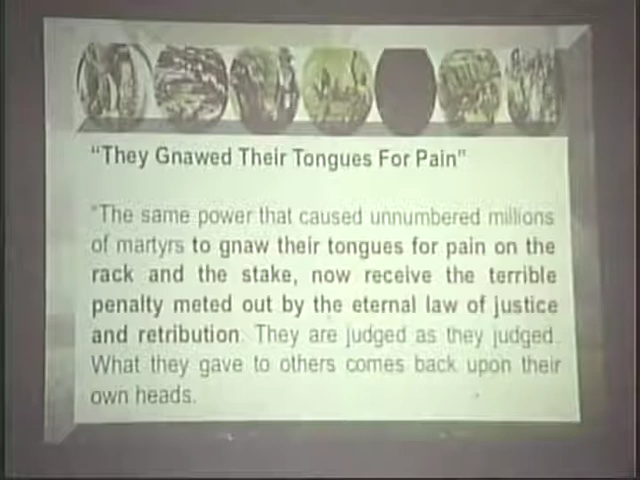 "They Gnawed Their Tongues For Pain"
"The same power that caused unnumbered millions
of martyrs to gnaw their tongues for pain on the
rack and the stake, now receive the terrible
penalty meted out by the eternal law of justice
and retribution. They are judged as they judged.
What they gave to others comes back upon their
own heads.